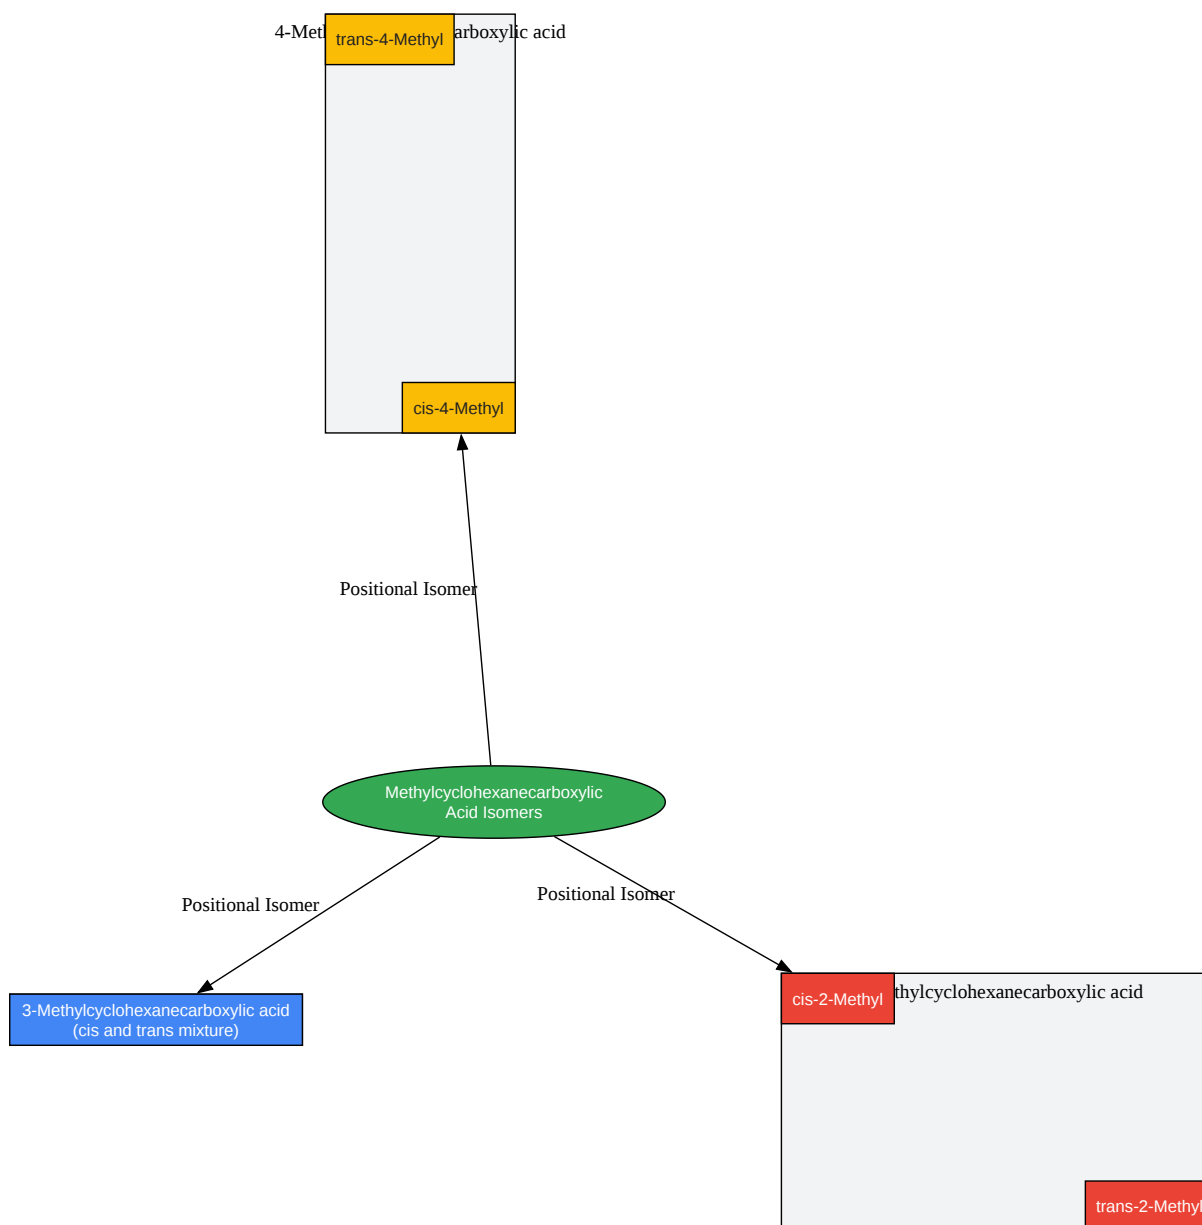 4-Met arboxylic acid
trans-4-Methyl
cis-4-Methyl
Positional Isomer
Methylcyclohexanecarboxylic
Acid Isomers
Positional Isomer
Positional Isomer
3-Methylcyclohexanecarboxylic acid
(cis and trans mixture)
cis-2-Methyl
thylcyclohexanecarboxylic acid
trans-2-Methyl